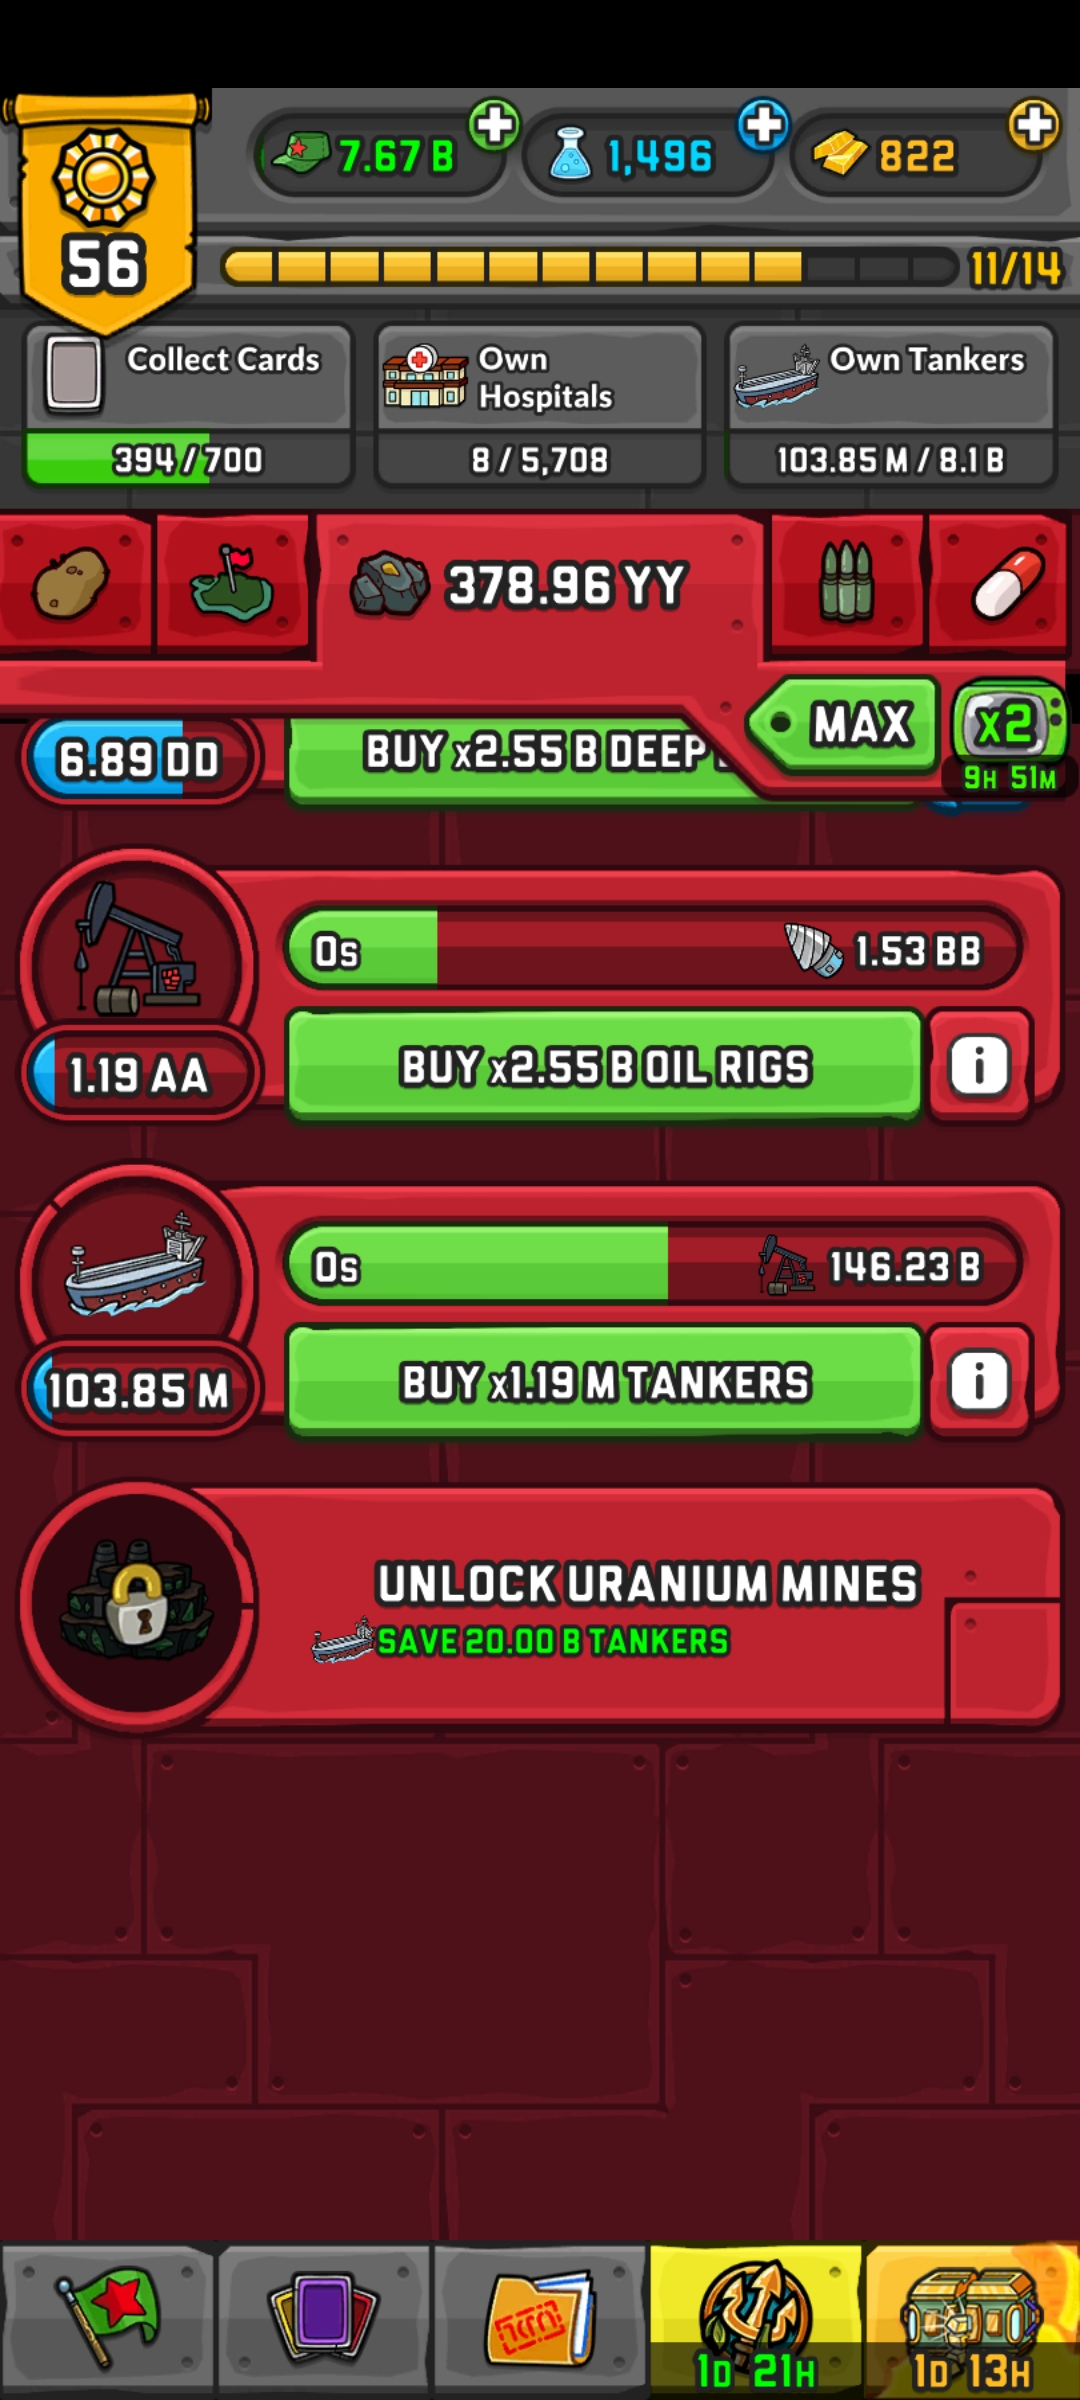 7.67 B
1,496
822
56
11/14
Collect Cards
394/700
Own
Hospitals
8/5,708
Own Tankers
103.85 M / 8.1 B
378.96 YY
MAX
x2
9H 51M
6.89 DD
BUY x2.55 B DEEP
0s
1.53 BB
1.19 AA
BUY x2.55 B OIL RIGS
i
0s
146.23 B
103.85 M
BUY x1.19 M TANKERS
i
UNLOCK URANIUM MINES
SAVE 20.00 B TANKERS
1D 21H
1D 13H